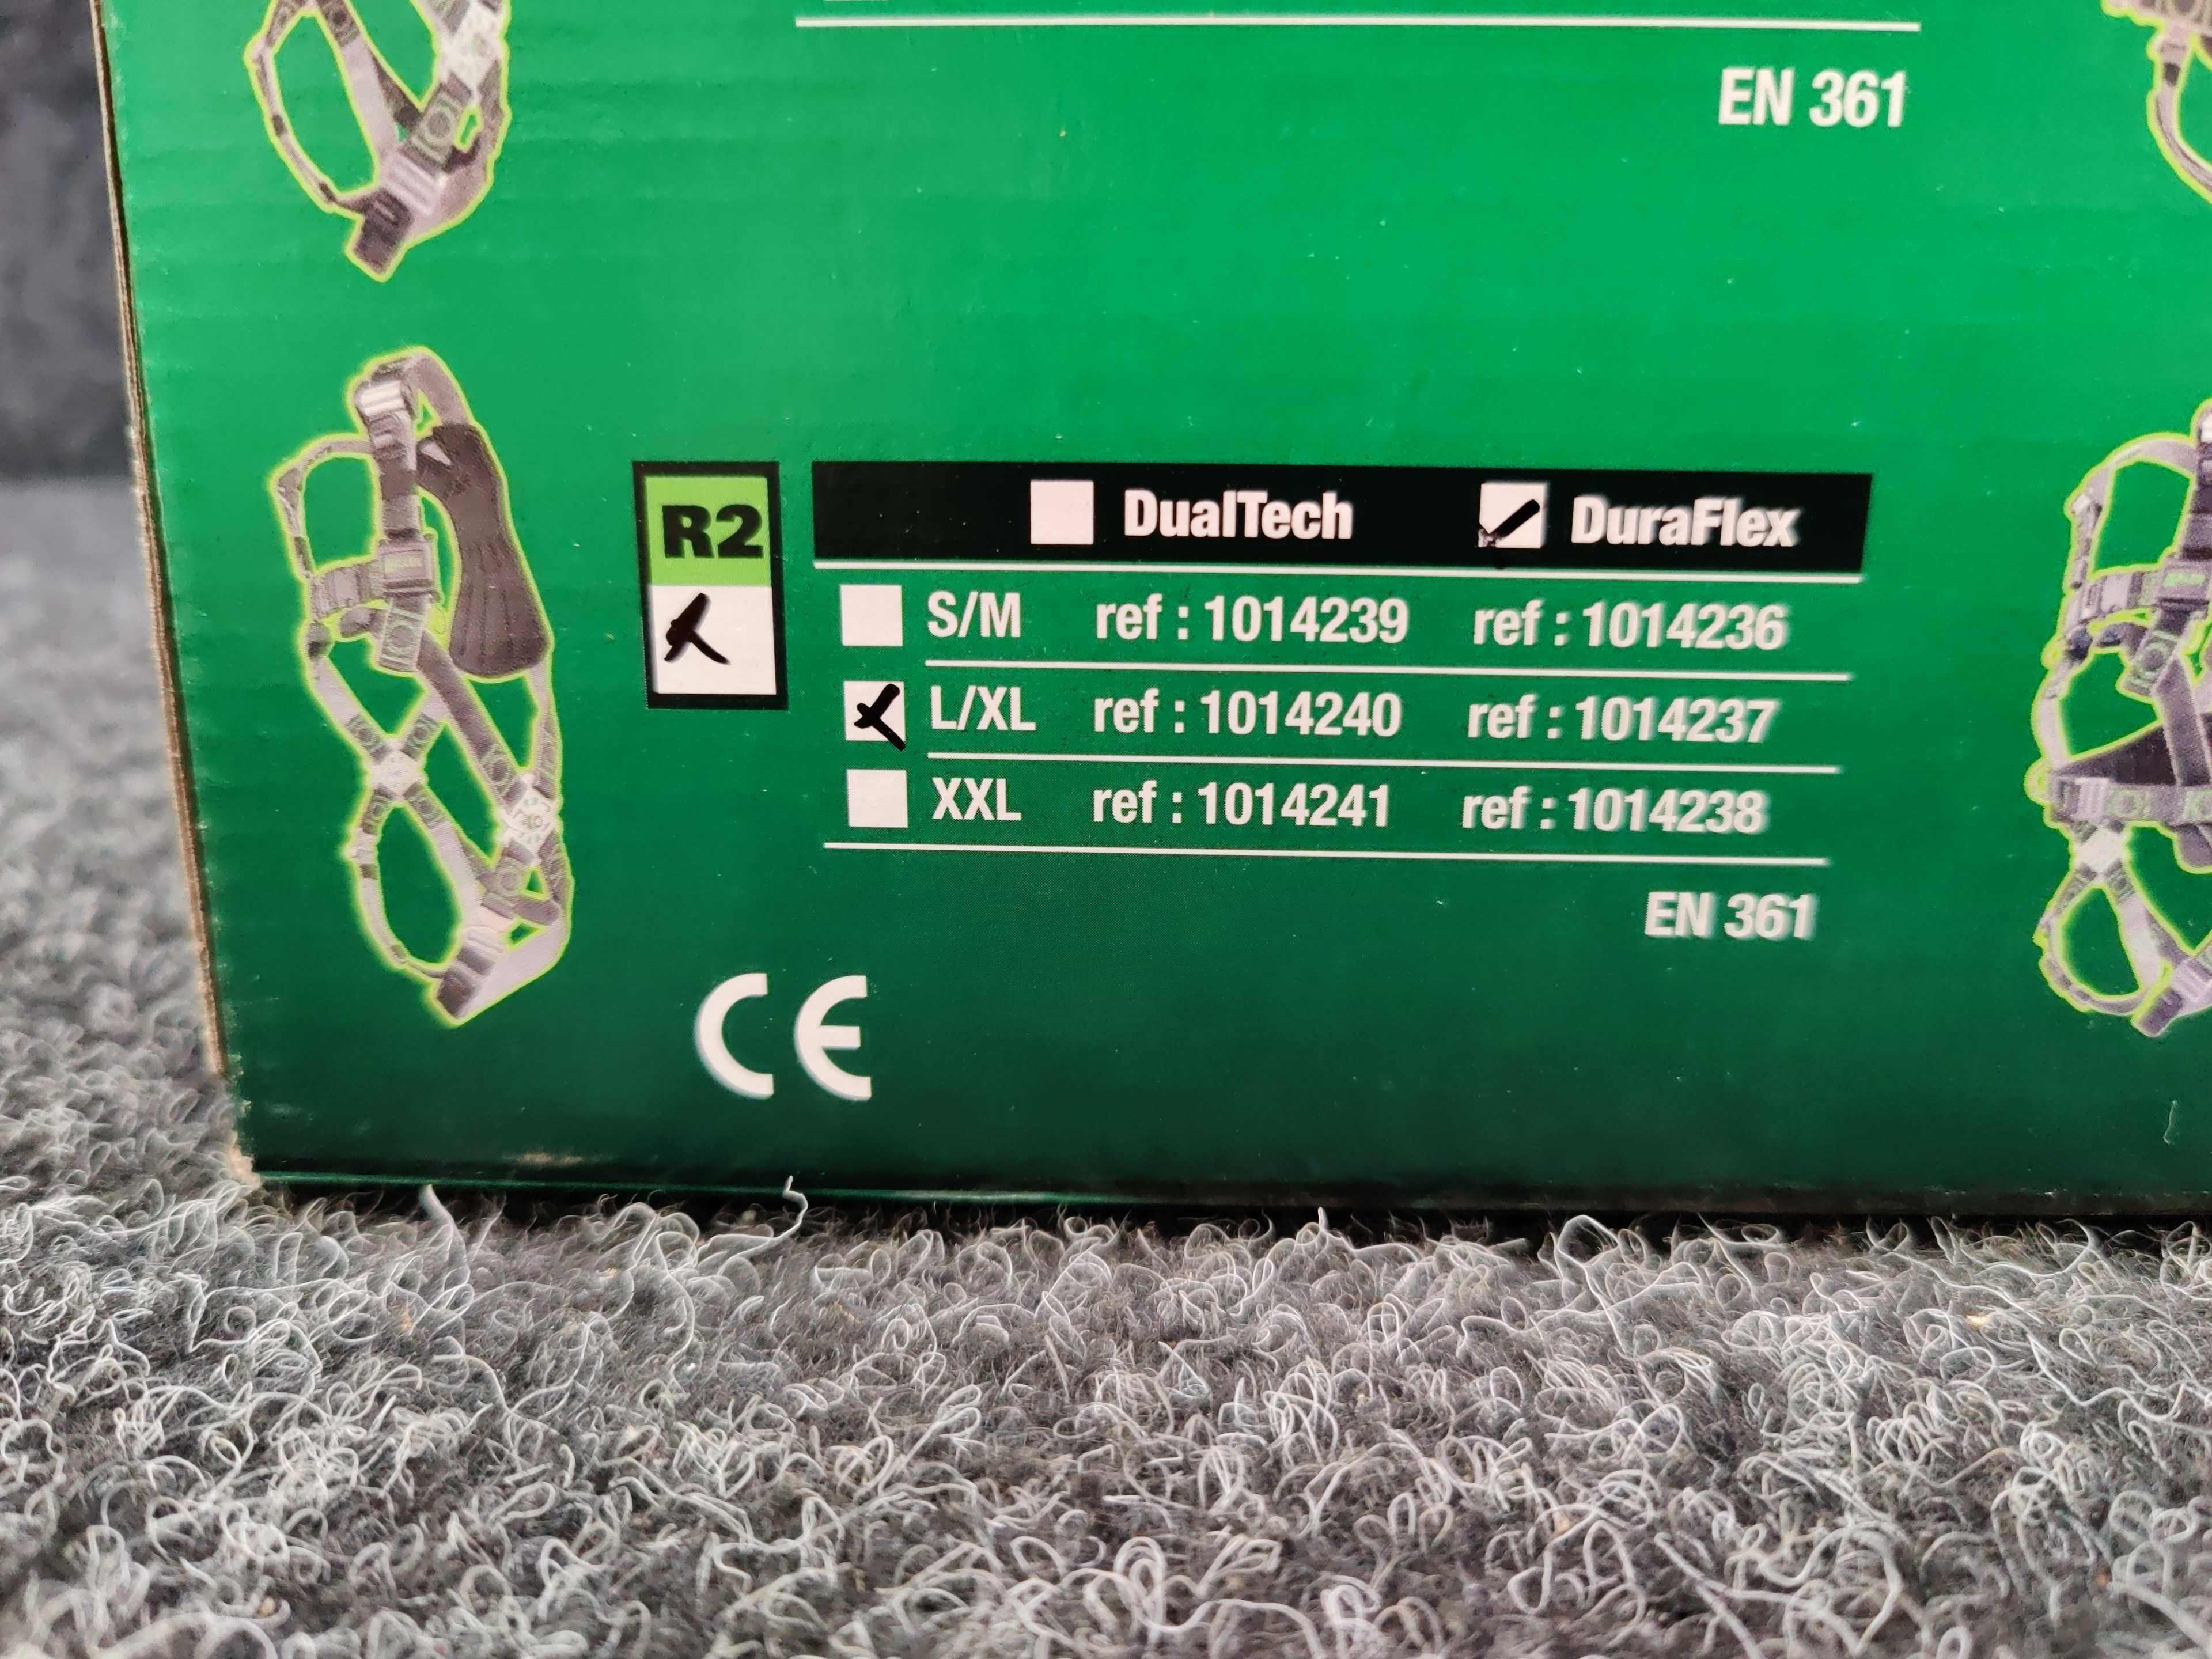 EN 361
R2
DualTech DuraFlex
S/M ref : 1014239 ref : 1014236
L/XL ref : 1014240 ref : 1014237
XXL ref : 1014241 ref : 1014238
EN 361
CE